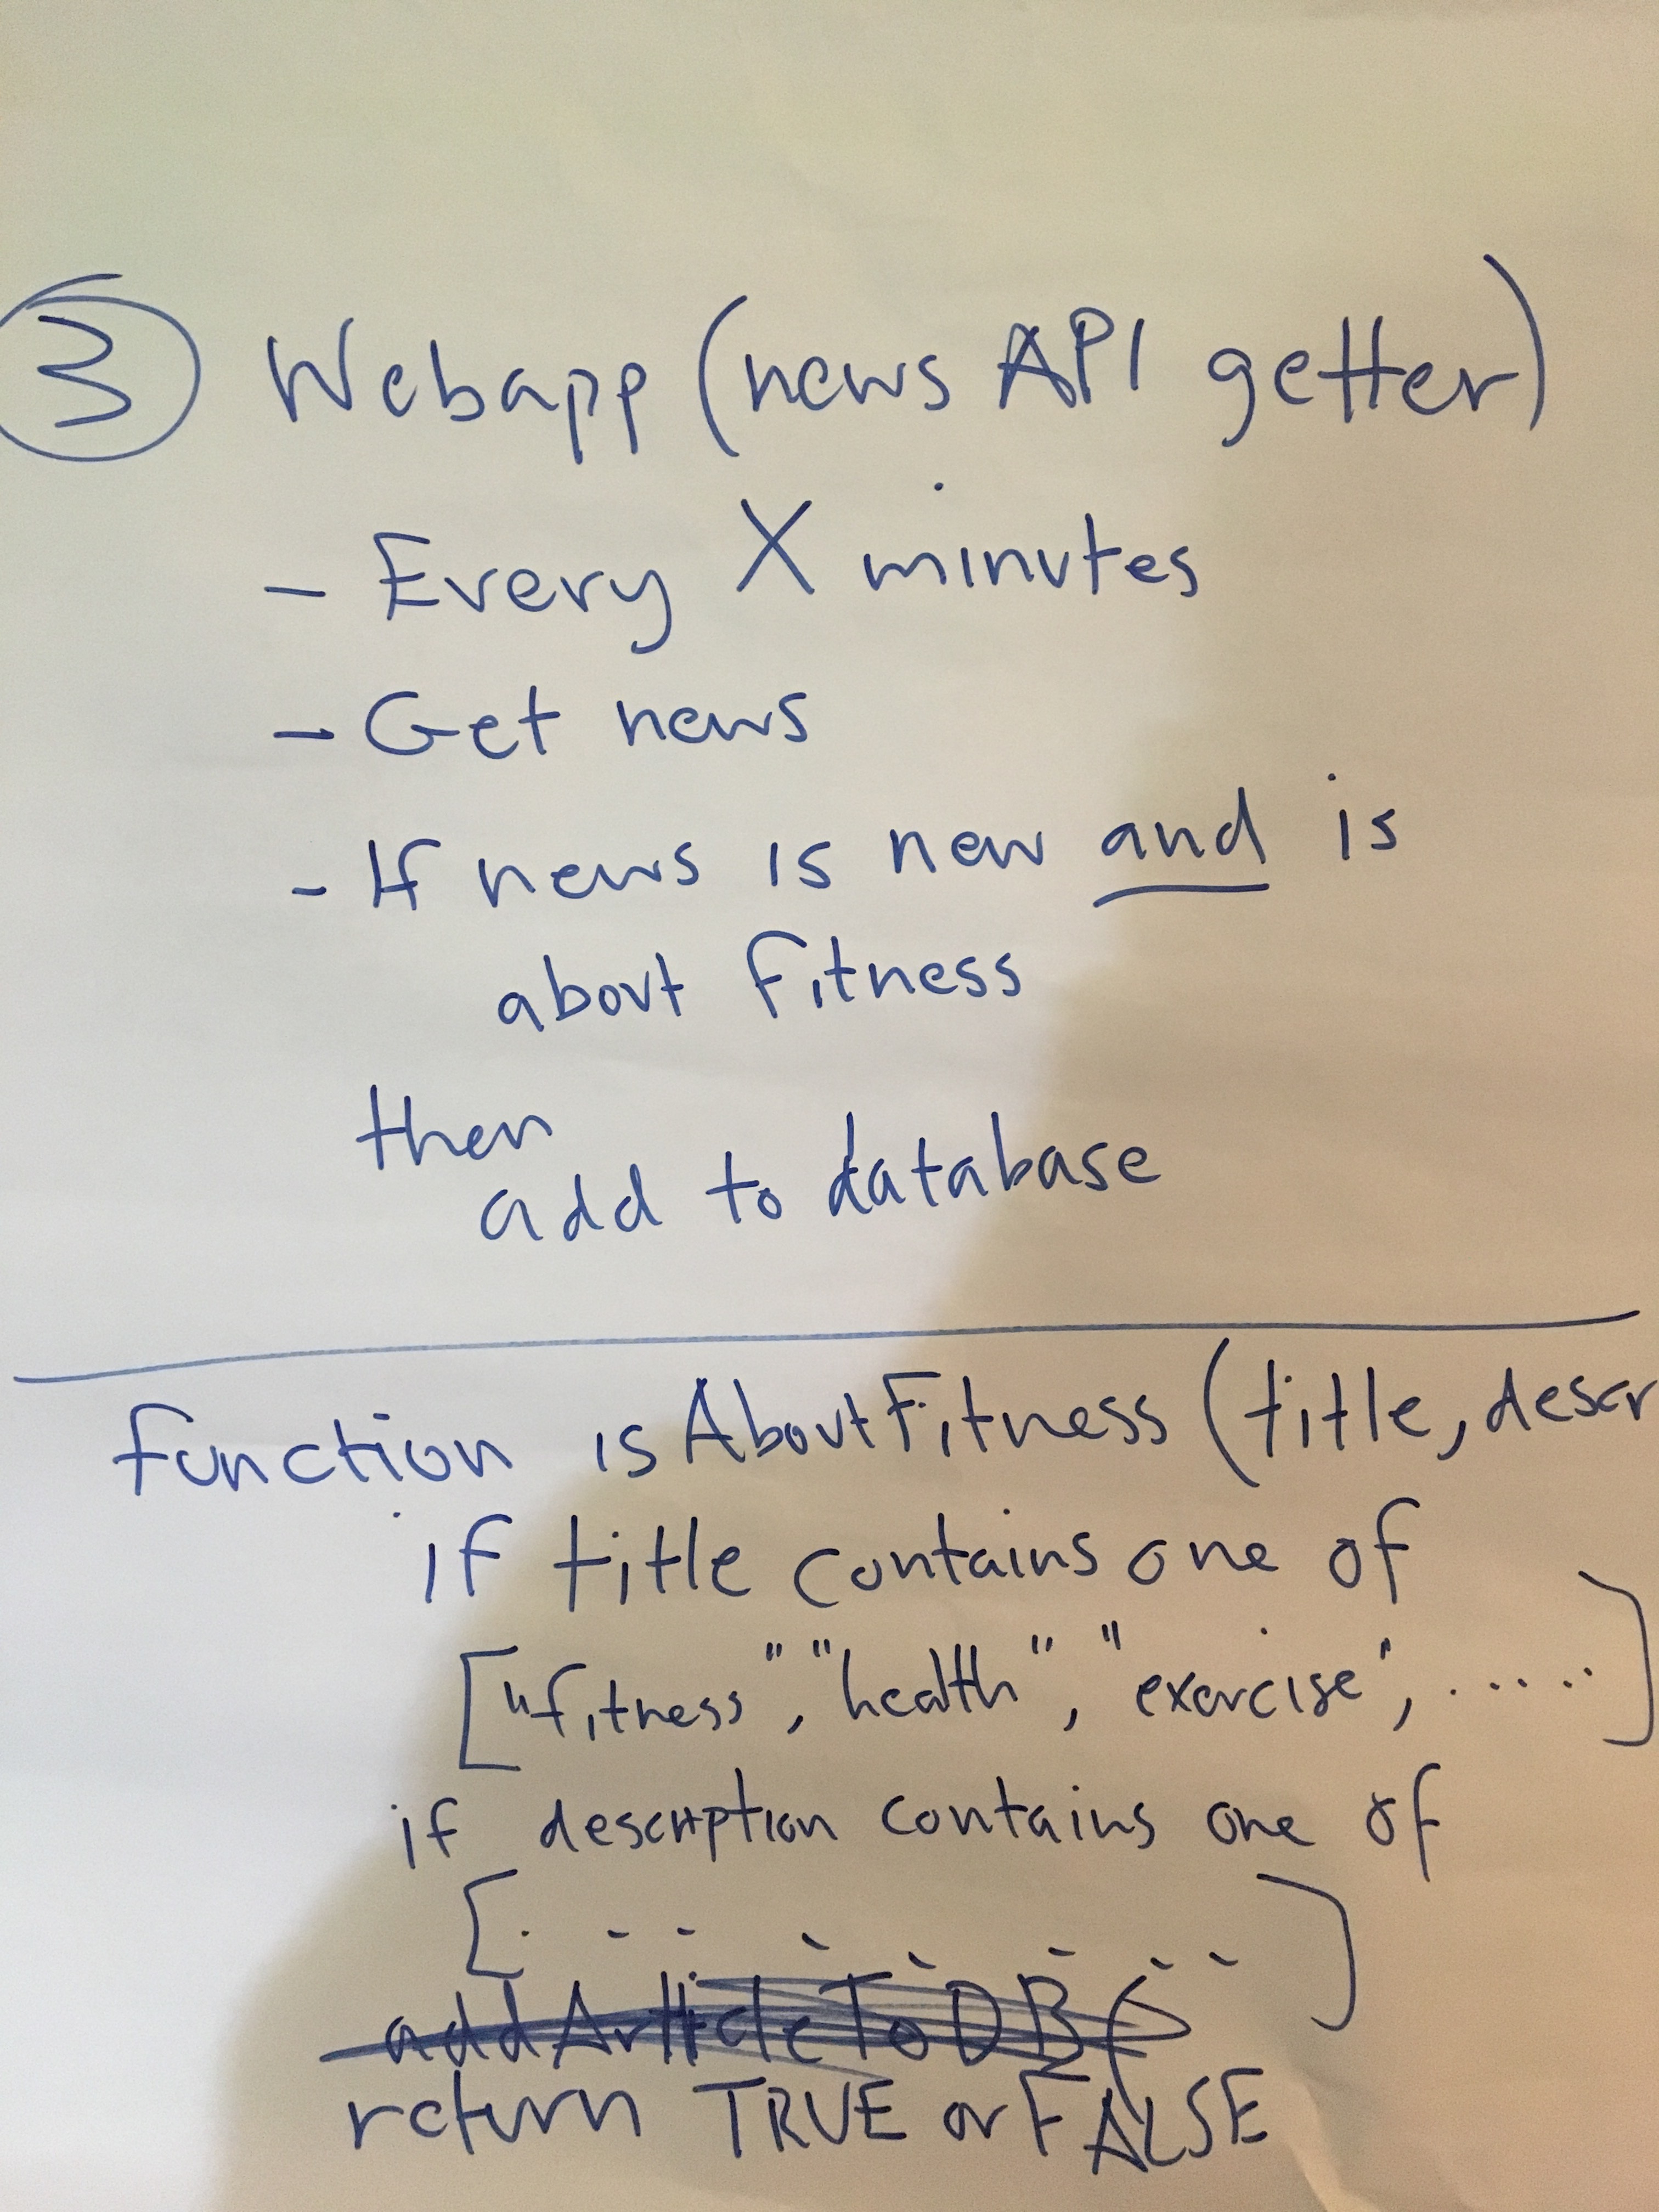 3 Webapp (news API getter)
- Every X minutes
- Get news
- If news is new and is
about fitness
then
add to database
function isAboutFitness (title, descr
if title contains one of
["fitness", "health", "exercise", .....]
if description contains one of
[. . . . . . . .]
addArticleToDB(
return TRUE or FALSE